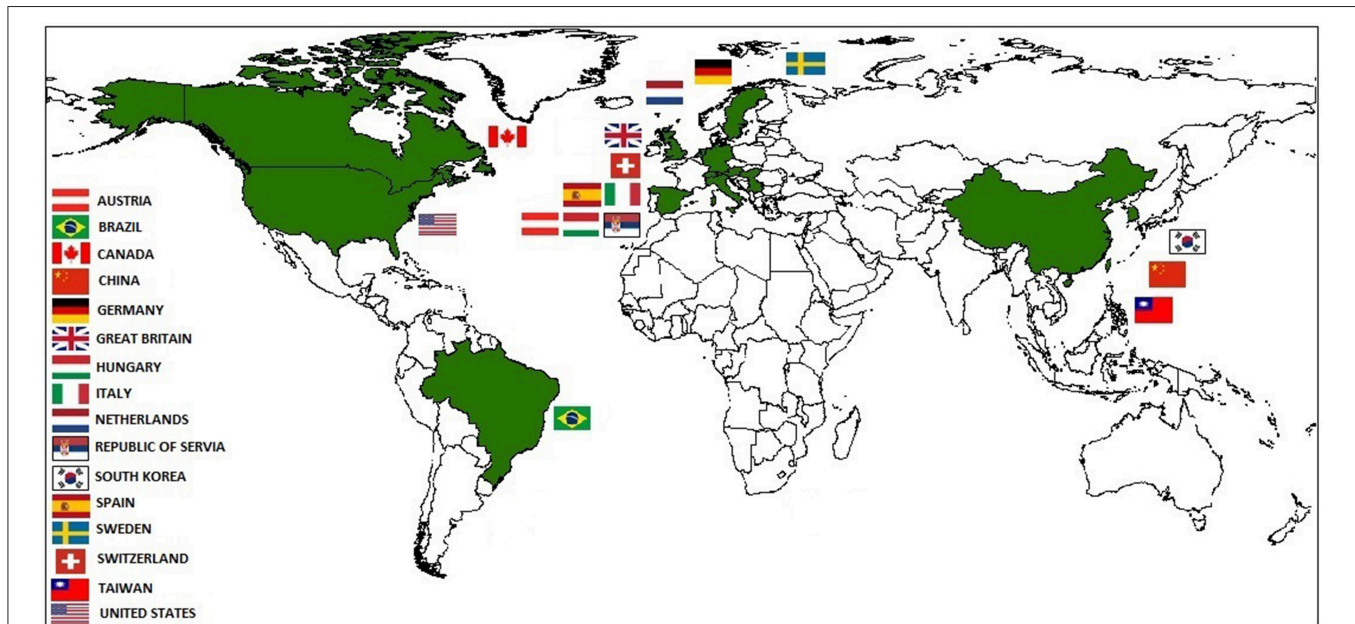 AUSTRIA
BRAZIL
CANADA
CHINA
GERMANY
GREAT BRITAIN
HUNGARY
ITALY
NETHERLANDS
REPUBLIC OF SERVIA
SOUTH KOREA
SPAIN
SWEDEN
SWITZERLAND
TAIWAN
UNITED STATES